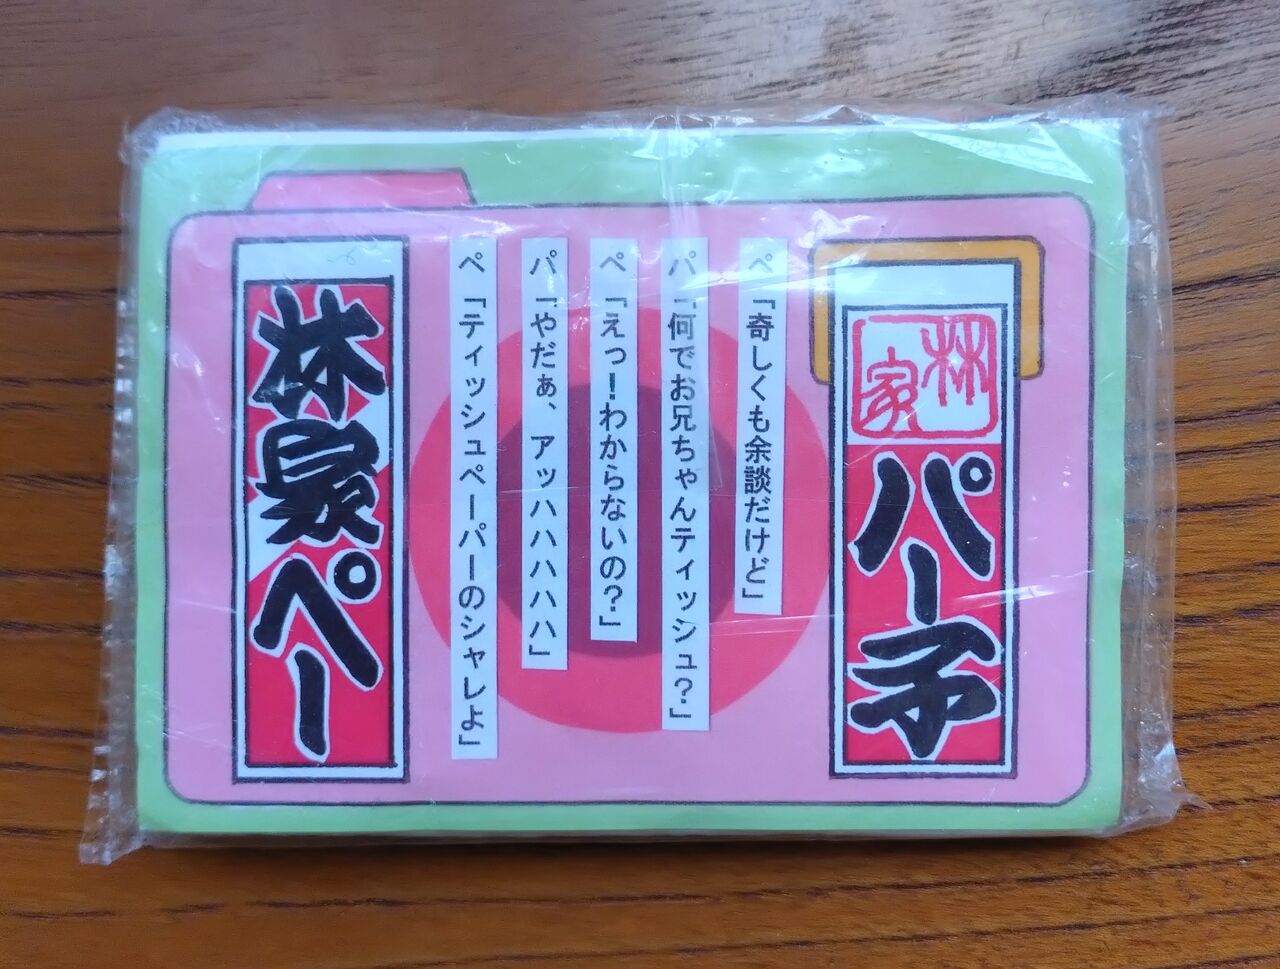 林家
パー子
ペ「奇しくも余談だけど」
パ「何でお兄ちゃんティッシュ?」
ペ「えっ!わからないの?」
パ「やだぁ、アッハハハハハ」
ペ「ティッシュペーパーのシャレよ」
林家ペー